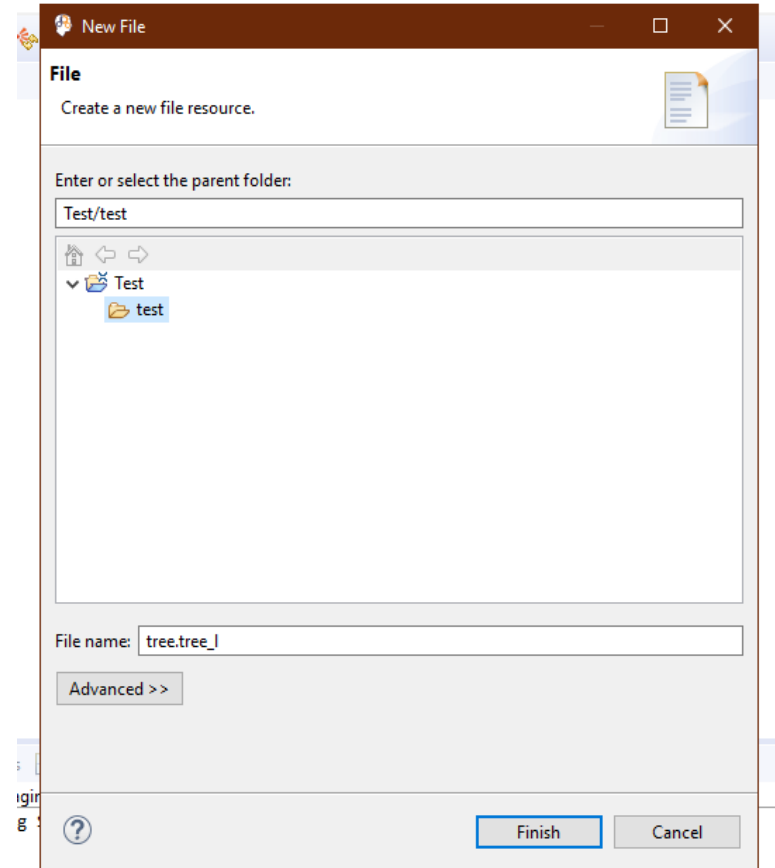 New File
File
Create a new file resource.
Enter or select the parent folder:
Test/test
Test
test
File name: tree.tree_l
Advanced >>
Finish
Cancel